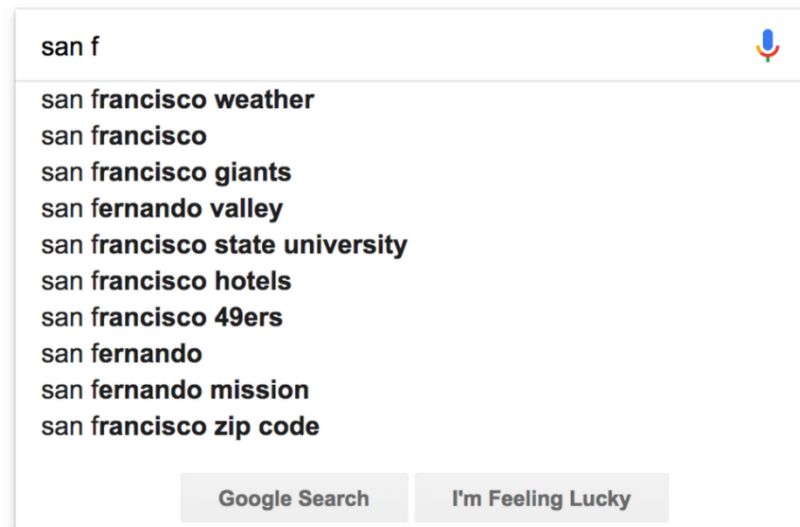 san f
san francisco weather
san francisco
san francisco giants
san fernando valley
san francisco state university
san francisco hotels
san francisco 49ers
san fernando
san fernando mission
san francisco zip code
Google Search I'm Feeling Lucky